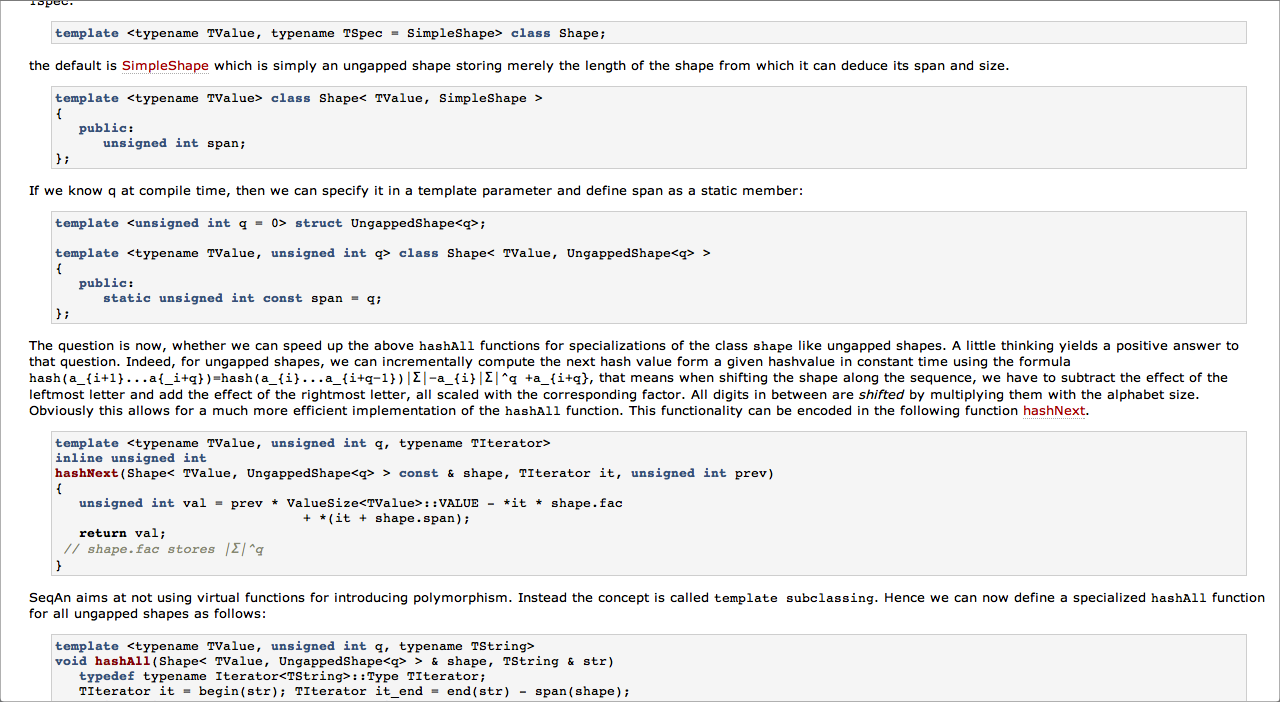 TSpec:
template <typename TValue, typename TSpec = SimpleShape> class Shape;
the default is SimpleShape which is simply an ungapped shape storing merely the length of the shape from which it can deduce its span and size.
template <typename TValue> class Shape< TValue, SimpleShape >
{
   public:
      unsigned int span;
};
If we know q at compile time, then we can specify it in a template parameter and define span as a static member:
template <unsigned int q = 0> struct UngappedShape<q>;
template <typename TValue, unsigned int q> class Shape< TValue, UngappedShape<q> >
{
   public:
      static unsigned int const span = q;
};
The question is now, whether we can speed up the above hashAll functions for specializations of the class shape like ungapped shapes. A little thinking yields a positive answer to
that question. Indeed, for ungapped shapes, we can incrementally compute the next hash value form a given hashvalue in constant time using the formula
hash(a_{i+1}...a{_i+q})=hash(a_{i}...a_{i+q-1})|Σ|-a_{i}|Σ|^q +a_{i+q}, that means when shifting the shape along the sequence, we have to subtract the effect of the
leftmost letter and add the effect of the rightmost letter, all scaled with the corresponding factor. All digits in between are shifted by multiplying them with the alphabet size.
Obviously this allows for a much more efficient implementation of the hashAll function. This functionality can be encoded in the following function hashNext.
template <typename TValue, unsigned int q, typename TIterator>
inline unsigned int
hashNext(Shape< TValue, UngappedShape<q> > const & shape, TIterator it, unsigned int prev)
{
   unsigned int val = prev * ValueSize<TValue>::VALUE - *it * shape.fac
                               + *(it + shape.span);
   return val;
 // shape.fac stores |Σ|^q
}
SeqAn aims at not using virtual functions for introducing polymorphism. Instead the concept is called template subclassing. Hence we can now define a specialized hashAll function
for all ungapped shapes as follows:
template <typename TValue, unsigned int q, typename TString>
void hashAll(Shape< TValue, UngappedShape<q> > & shape, TString & str)
   typedef typename Iterator<TString>::Type TIterator;
   TIterator it = begin(str); TIterator it_end = end(str) - span(shape);